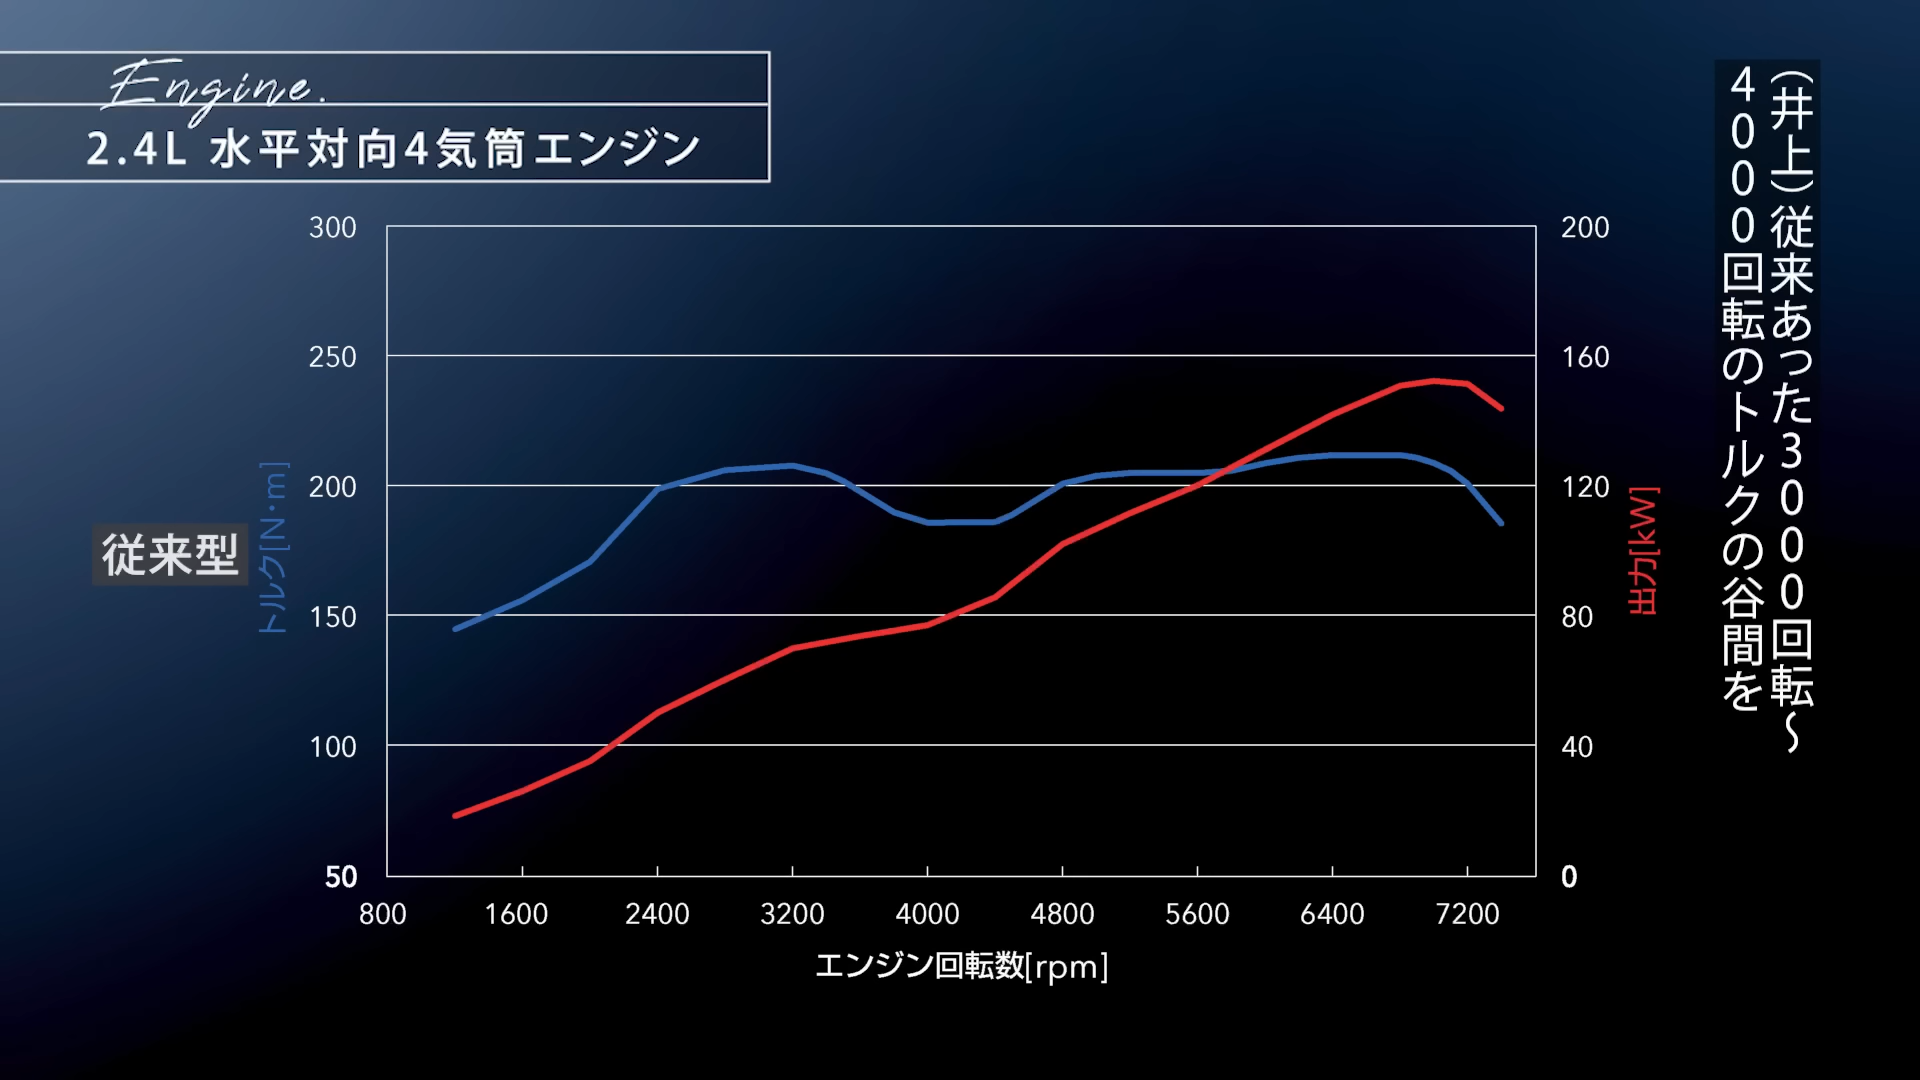 Engine.
2.4L 水平対向4気筒エンジン
(井上)従来あった3000回転～
4000回転のトルクの谷間を
従来型
トルク[N・m]
300
250
200
150
100
50
200
160
120
80
40
0
出力[kW]
800 1600 2400 3200 4000 4800 5600 6400 7200
エンジン回転数[rpm]